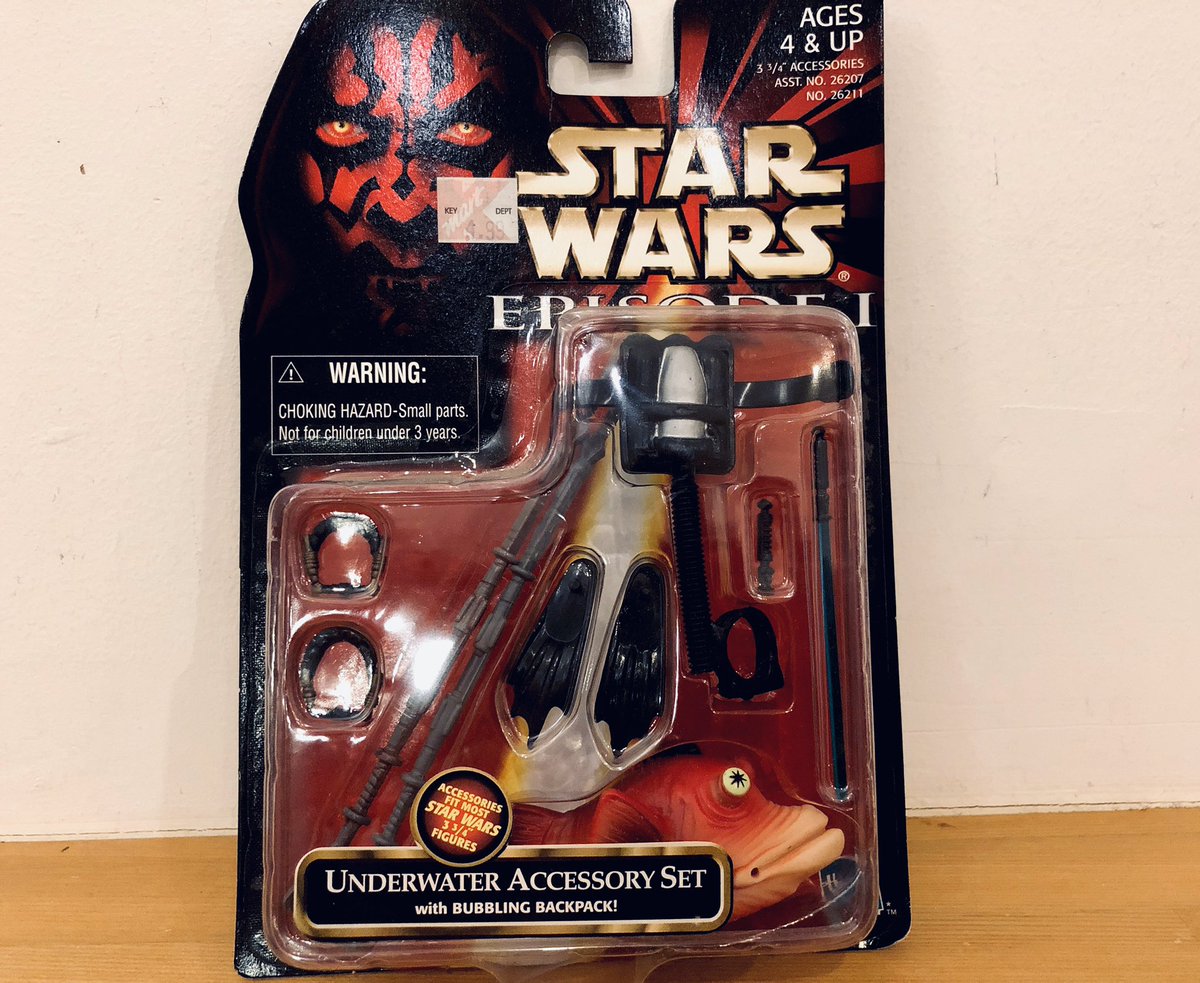 AGES
4 & UP
3 3/4" ACCESSORIES
ASST. NO. 26207
NO. 26211
STAR
WARS®
EPISODE I
KEY DEPT
mart
WARNING:
CHOKING HAZARD-Small parts.
Not for children under 3 years.
ACCESSORIES
FIT MOST
STAR WARS
3 3/4"
FIGURES
UNDERWATER ACCESSORY SET
with BUBBLING BACKPACK!
TM